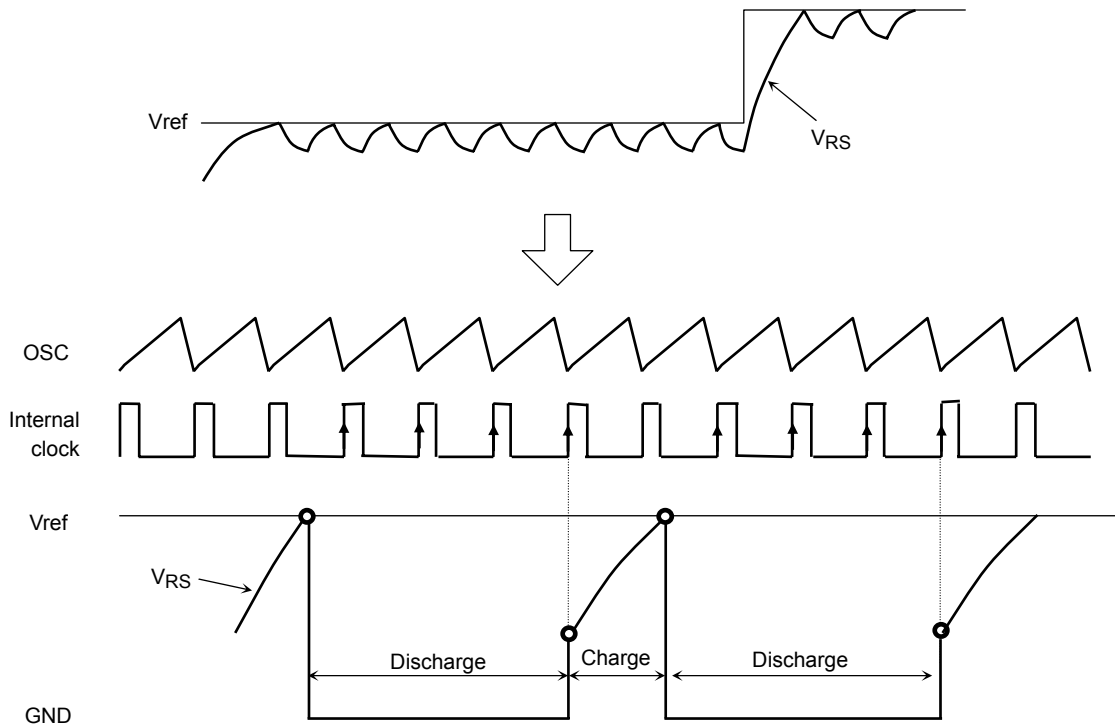 Vref
VRS
OSC
Internal
clock
Vref
VRS
Discharge
Charge
Discharge
GND